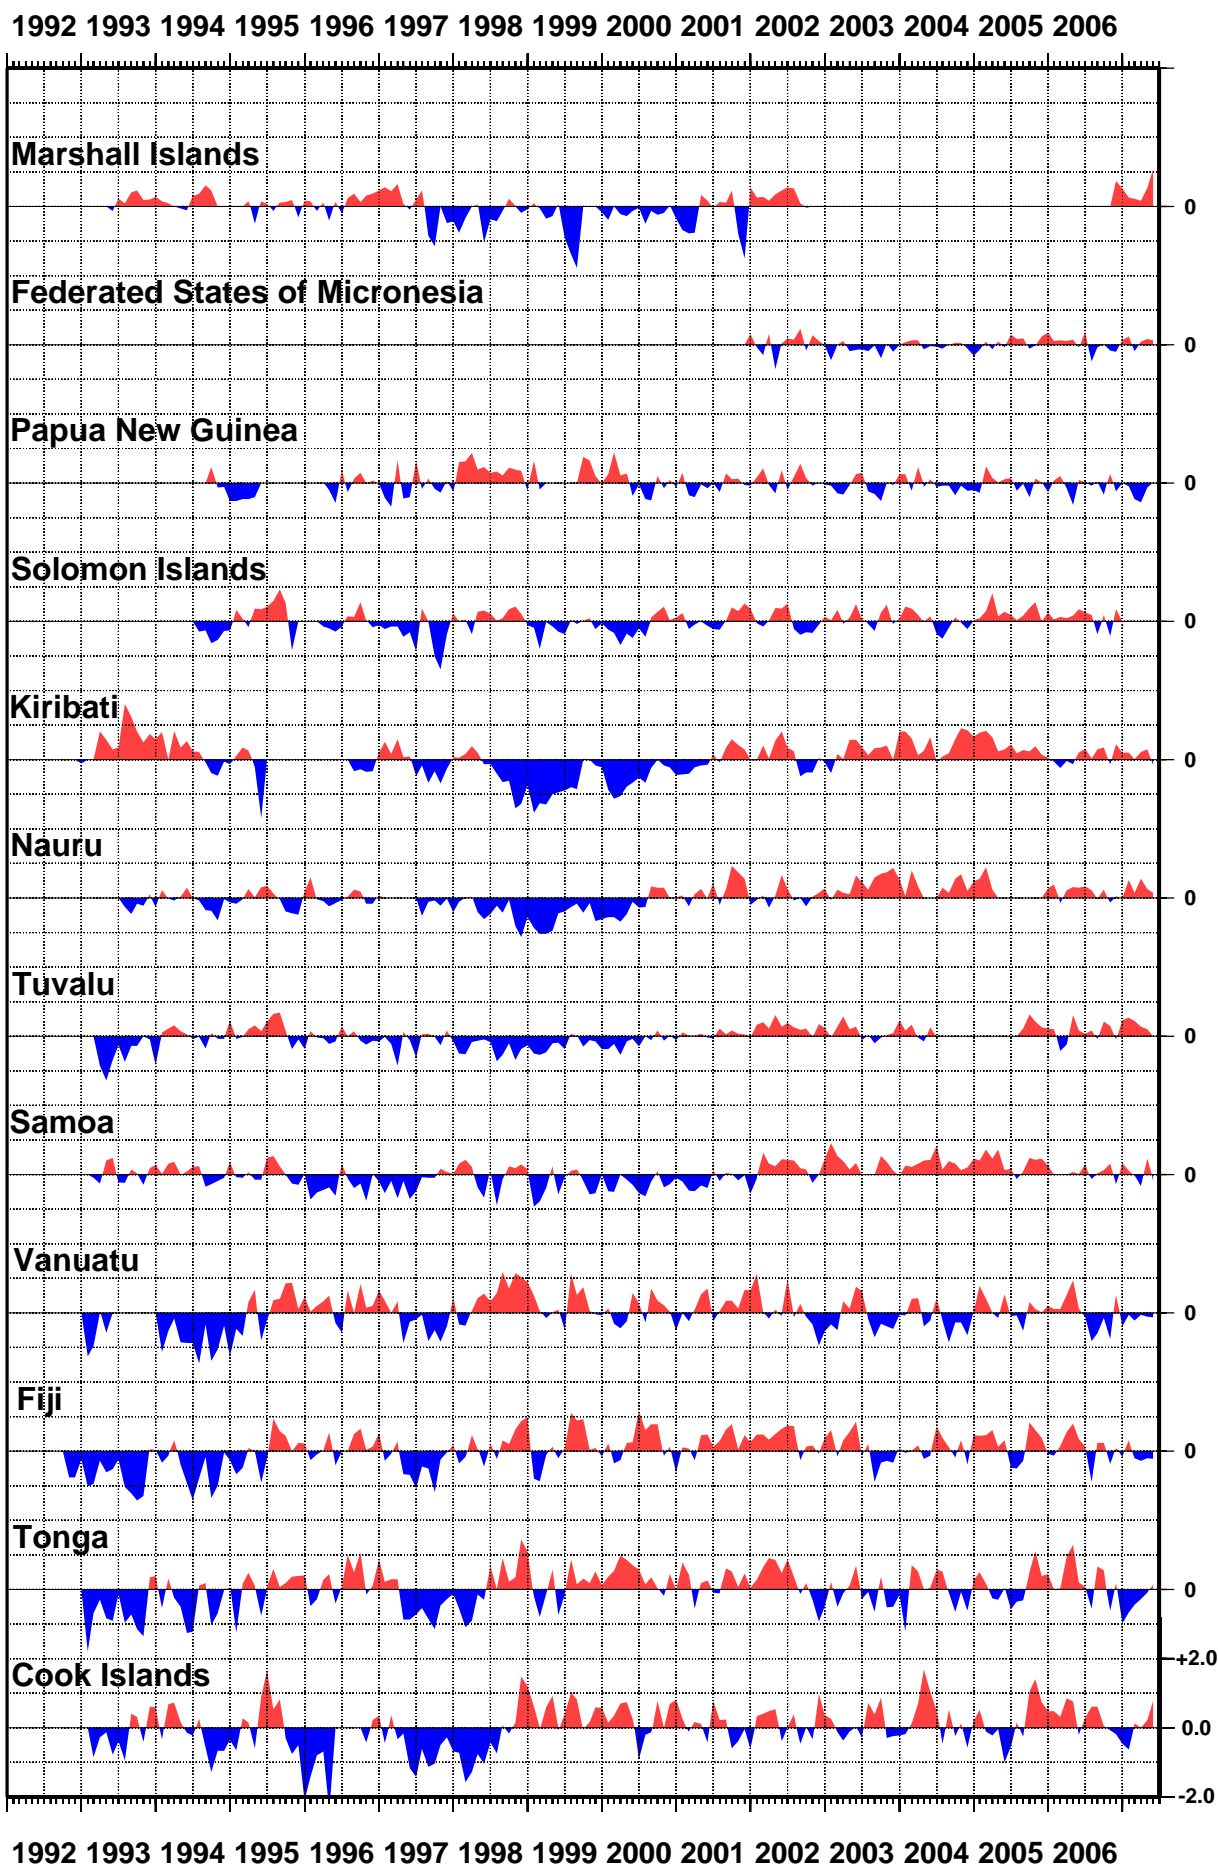 1992 1993 1994 1995 1996 1997 1998 1999 2000 2001 2002 2003 2004 2005 2006
Marshall Islands
0
Federated States of Micronesia
0
Papua New Guinea
0
Solomon Islands
0
Kiribati
0
Nauru
0
Tuvalu
0
Samoa
0
Vanuatu
0
Fiji
0
Tonga
0
+2.0
Cook Islands
0.0
-2.0
1992 1993 1994 1995 1996 1997 1998 1999 2000 2001 2002 2003 2004 2005 2006